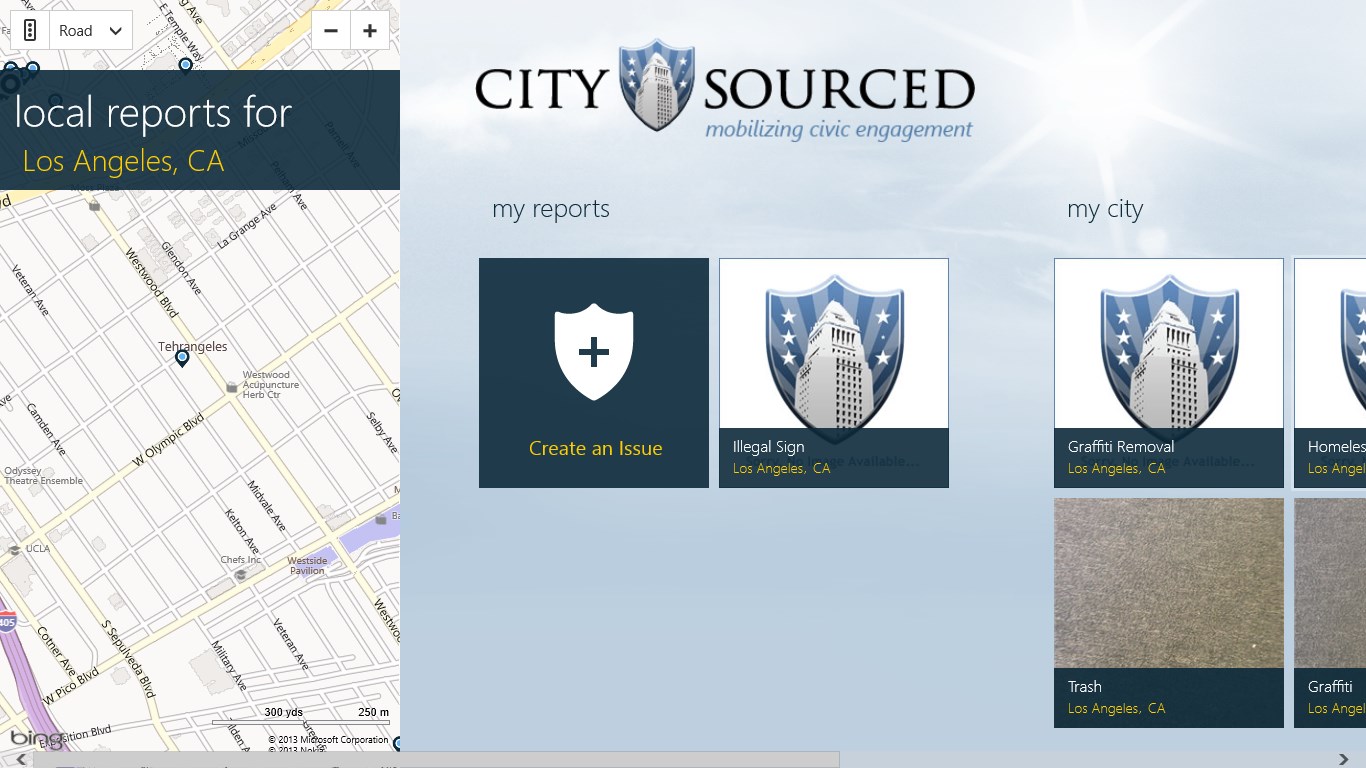 Road
E Temple Way
local reports for
Los Angeles, CA
La Grange Ave
Glendon Ave
Westwood Blvd
Veteran Ave
Tehrangeles
Westwood
Acupuncture
Herb Ctr
Camden Ave
W Olympic Blvd
Selby Ave
Odyssey
Theatre Ensemble
Midvale Ave
Kelton Ave
UCLA
Chefs Inc
Westside
Pavilion
405
Cotner Ave
S Sepulveda Blvd
Veteran Ave
Military Ave
W Pico Blvd
300 yds
250 m
bing
© 2013 Microsoft Corporation
© 2013 Nokia
CITY SOURCED
mobilizing civic engagement
my reports
my city
Create an Issue
Illegal Sign
Los Angeles, CA
Graffiti Removal
Los Angeles, CA
Homeles
Los Angel
Trash
Los Angeles, CA
Graffiti
Los Angel